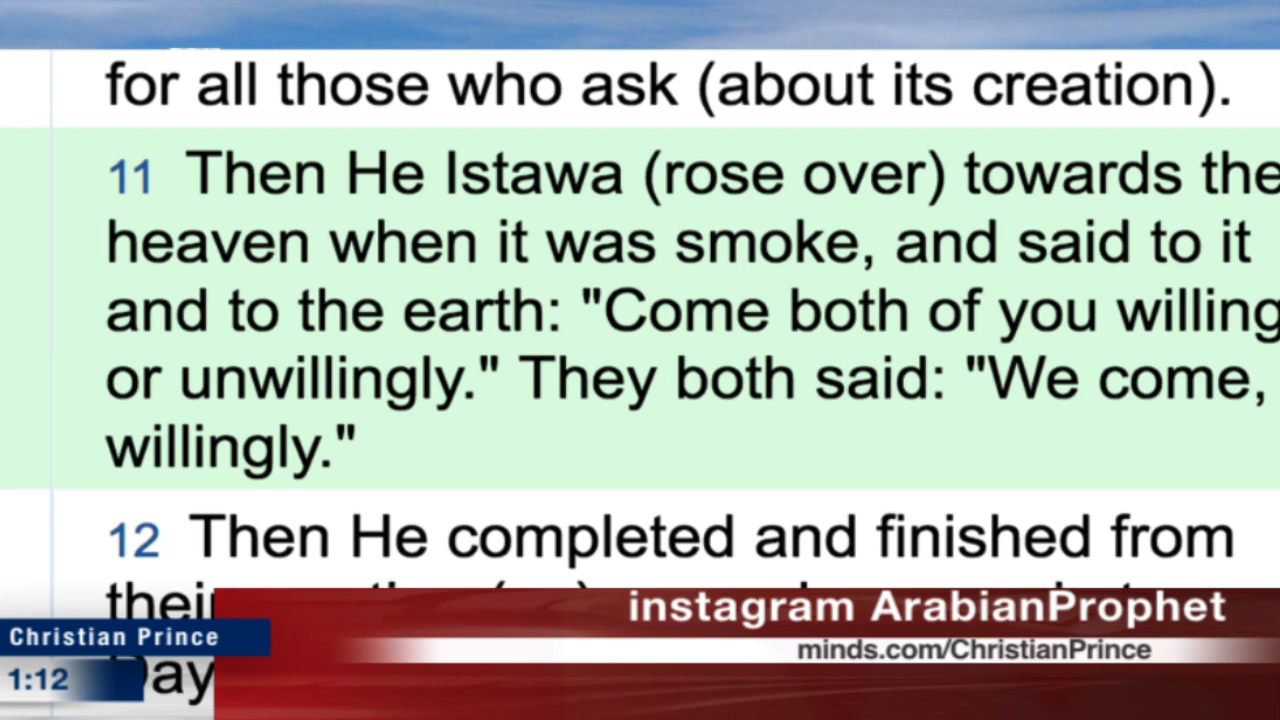 for all those who ask (about its creation).
11 Then He Istawa (rose over) towards the
heaven when it was smoke, and said to it
and to the earth: "Come both of you willing
or unwillingly." They both said: "We come,
willingly."
12 Then He completed and finished from
their
Day
instagram ArabianProphet
minds.com/ChristianPrince
Christian Prince
1:12